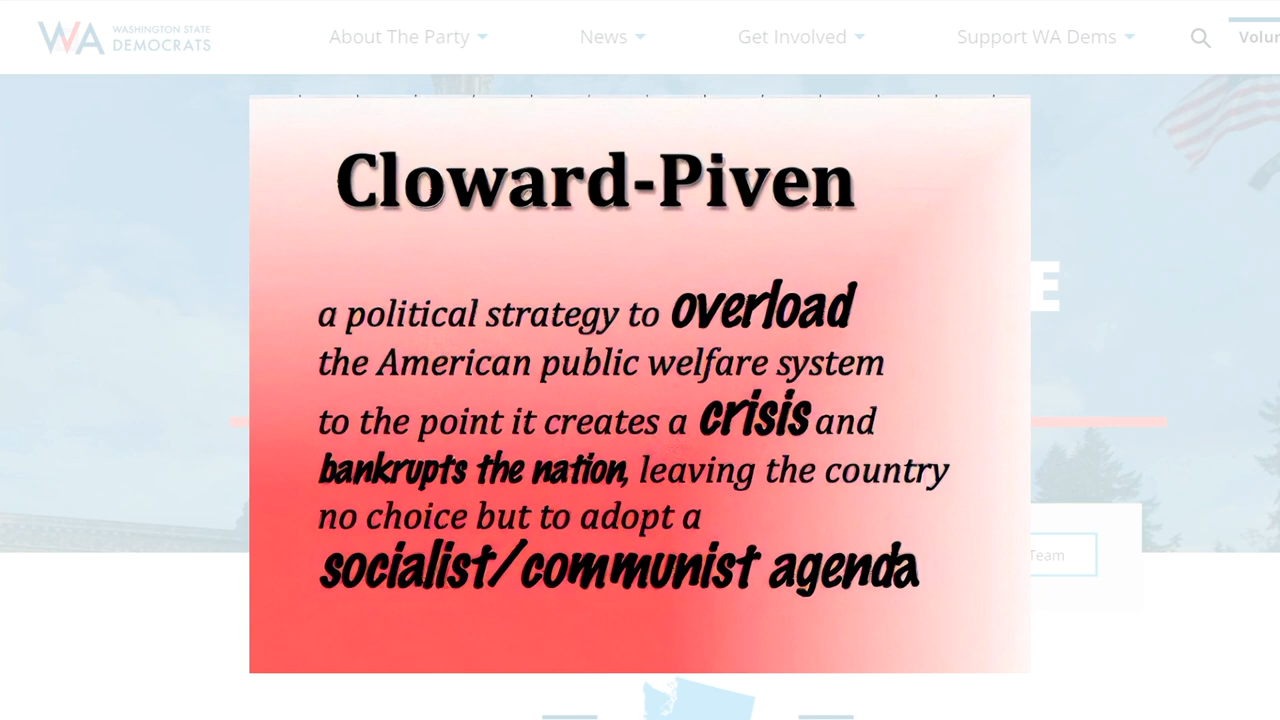 WASHINGTON STATE
DEMOCRATS
About The Party
News
Get Involved
Support WA Dems
Volun
Cloward-Piven
E
a political strategy to overload
the American public welfare system
to the point it creates a crisis and
bankrupts the nation, leaving the country
no choice but to adopt a
socialist/communist agenda
Team